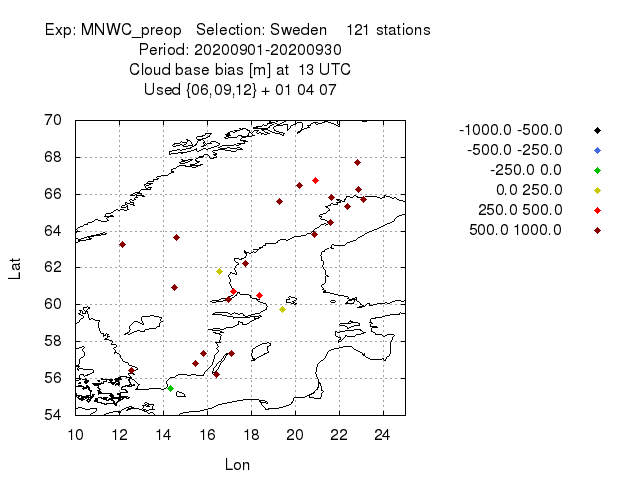 Exp: MNWC_preop   Selection: Sweden    121 stations
Period: 20200901-20200930
Cloud base bias [m] at  13 UTC
Used {06,09,12} + 01 04 07
70
68
66
64
62
60
58
56
54
Lat
10 12 14 16 18 20 22 24
Lon
-1000.0 -500.0
-500.0 -250.0
-250.0 0.0
0.0 250.0
250.0 500.0
500.0 1000.0